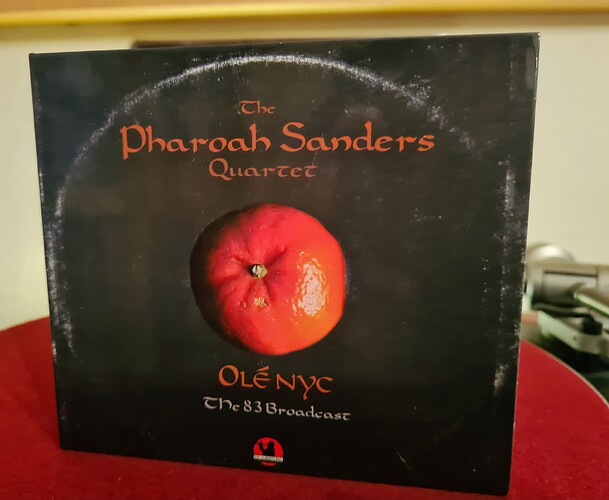 The
Pharoah Sanders
Quartet
Olé NYC
The 83 Broadcast